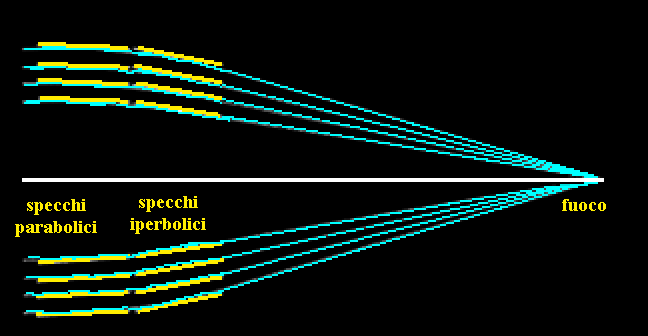 specchi
parabolici
specchi
iperbolici
fuoco